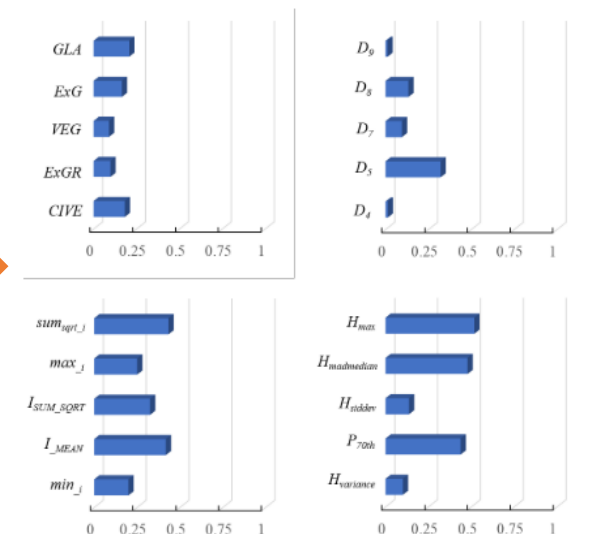 GLA
ExG
VEG
ExGR
CIVE
0 0.25 0.5 0.75 1
D9
D8
D7
D5
D4
0 0.25 0.5 0.75 1
sum_sqrt_i
max_i
I_SUM_SQRT
I_MEAN
min_i
0 0.25 0.5 0.75 1
Hmax
Hmadmedian
Hstddev
P70th
Hvariance
0 0.25 0.5 0.75 1